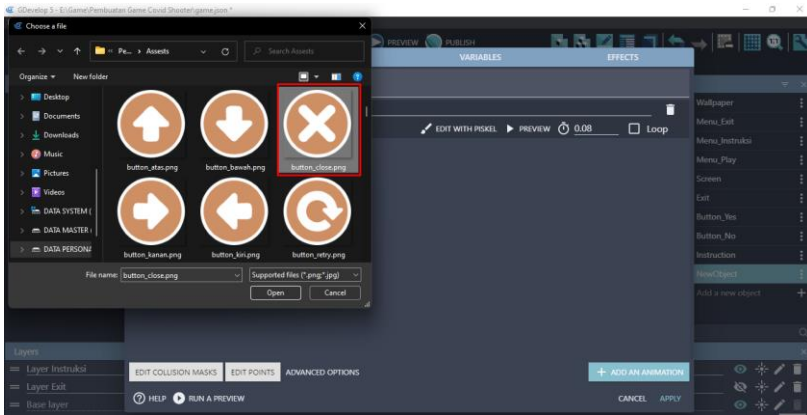 GDevelop 5 - E:\Game\Pembuatan Game Covid Shooter\game.json *
Choose a file
Pe... › Assests
Search Assests
Organize
New folder
Desktop
Documents
Downloads
Music
Pictures
Videos
DATA SYSTEM (
DATA MASTER (
DATA PERSONA
button_atas.png
button_bawah.png
button_close.png
button_kanan.png
button_kiri.png
button_retry.png
File name: button_close.png
Supported files (*.png;*.jpg)
Open
Cancel
PREVIEW
PUBLISH
VARIABLES
EFFECTS
EDIT WITH PISKEL
PREVIEW
0.08
Loop
Wallpaper
Menu_Exit
Menu_Instruksi
Menu_Play
Screen
Exit
Button_Yes
Button_No
Instruction
NewObject
Add a new object
Layers
Layer Instruksi
Layer Exit
Base layer
EDIT COLLISION MASKS
EDIT POINTS
ADVANCED OPTIONS
+ ADD AN ANIMATION
HELP
RUN A PREVIEW
CANCEL
APPLY